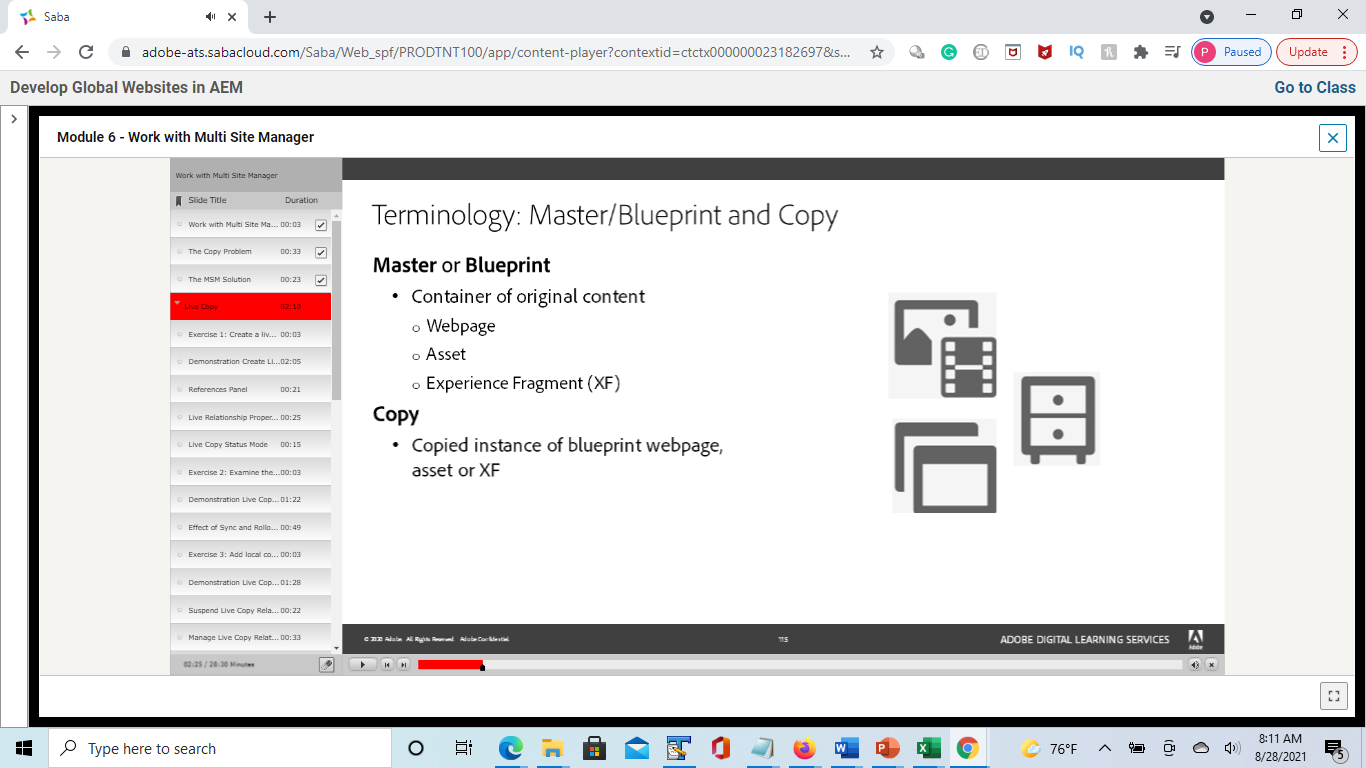 Saba
adobe-ats.sabacloud.com/Saba/Web_spf/PRODTNT100/app/content-player?contextid=ctctx0000000023182697&s...
P Paused
Update
Develop Global Websites in AEM
Go to Class
Module 6 - Work with Multi Site Manager
Work with Multi Site Manager
Slide Title Duration
Work with Multi Site Ma... 00:03
The Copy Problem 00:33
The MSM Solution 00:23
Live Copy 02:10
Exercise 1: Create a liv... 00:03
Demonstration Create Li...02:05
References Panel 00:21
Live Relationship Proper... 00:25
Live Copy Status Mode 00:15
Exercise 2: Examine the...00:03
Demonstration Live Cop... 01:22
Effect of Sync and Rollo... 00:49
Exercise 3: Add local co... 00:03
Demonstration Live Cop... 01:28
Suspend Live Copy Rela... 00:22
Manage Live Copy Relat... 00:33
02:25 / 28:30 Minutes
Terminology: Master/Blueprint and Copy
Master or Blueprint
• Container of original content
o Webpage
o Asset
o Experience Fragment (XF)
Copy
• Copied instance of blueprint webpage,
asset or XF
© 2020 Adobe. All Rights Reserved. Adobe Confidential.
115
ADOBE DIGITAL LEARNING SERVICES
Adobe
Type here to search
76°F
8:11 AM
8/28/2021
5